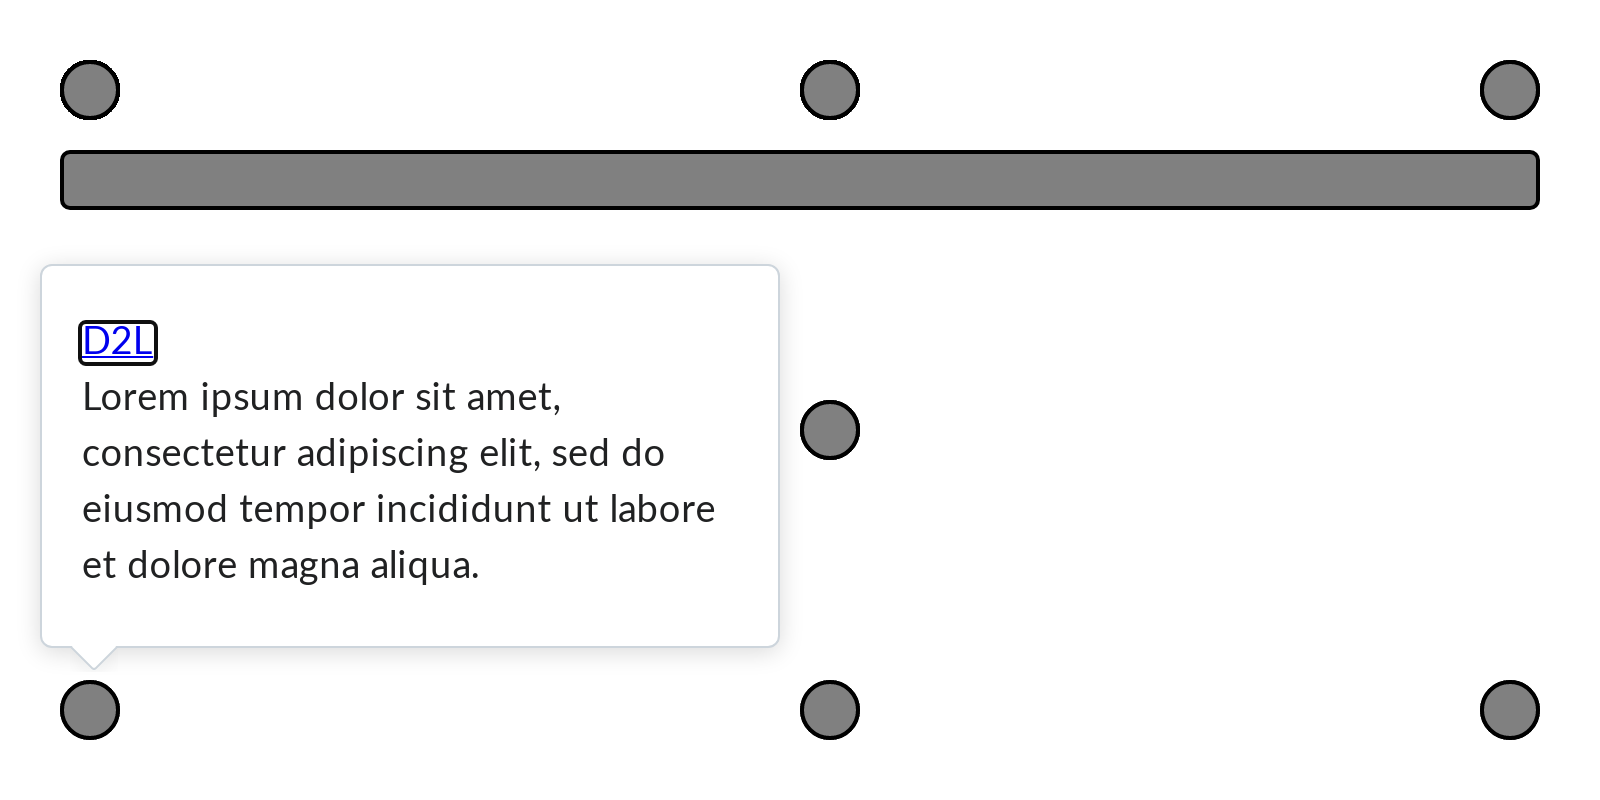 D2L
Lorem ipsum dolor sit amet,
consectetur adipiscing elit, sed do
eiusmod tempor incididunt ut labore
et dolore magna aliqua.